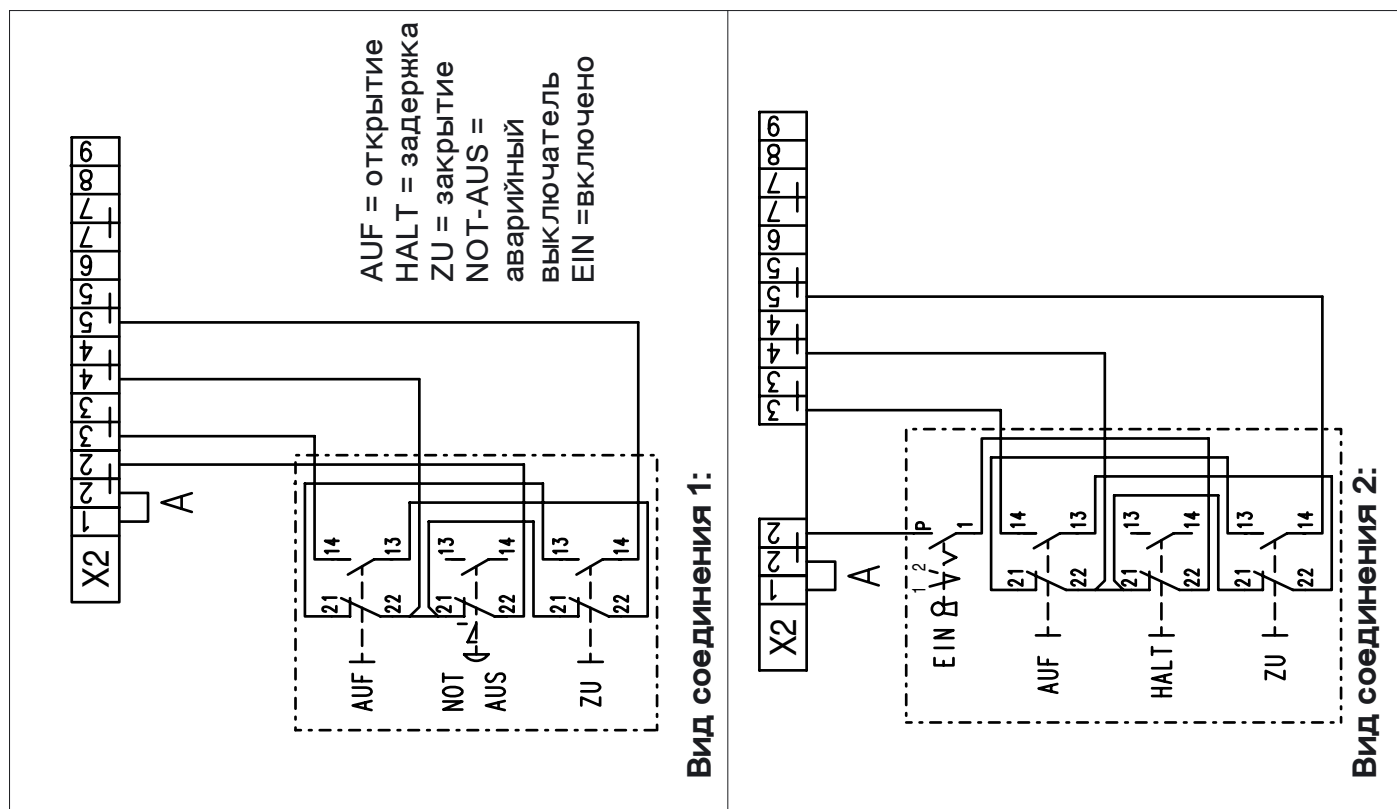 X2 1 2 2 3 3 4 4 5 5 6 7 7 8 9
A
AUF = открытие
HALT = задержка
ZU = закрытие
NOT-AUS =
аварийный
выключатель
EIN =включено
21 14
AUF
22 13
21 13
NOT
AUS
22 14
21 13
ZU
22 14
Вид соединения 1:
X2 1 2 2 3 3 4 4 5 5 6 7 7 8 9
A
1 2 P
EIN
1
21 14
AUF
22 13
21 13
HALT
22 14
21 13
ZU
22 14
Вид соединения 2: